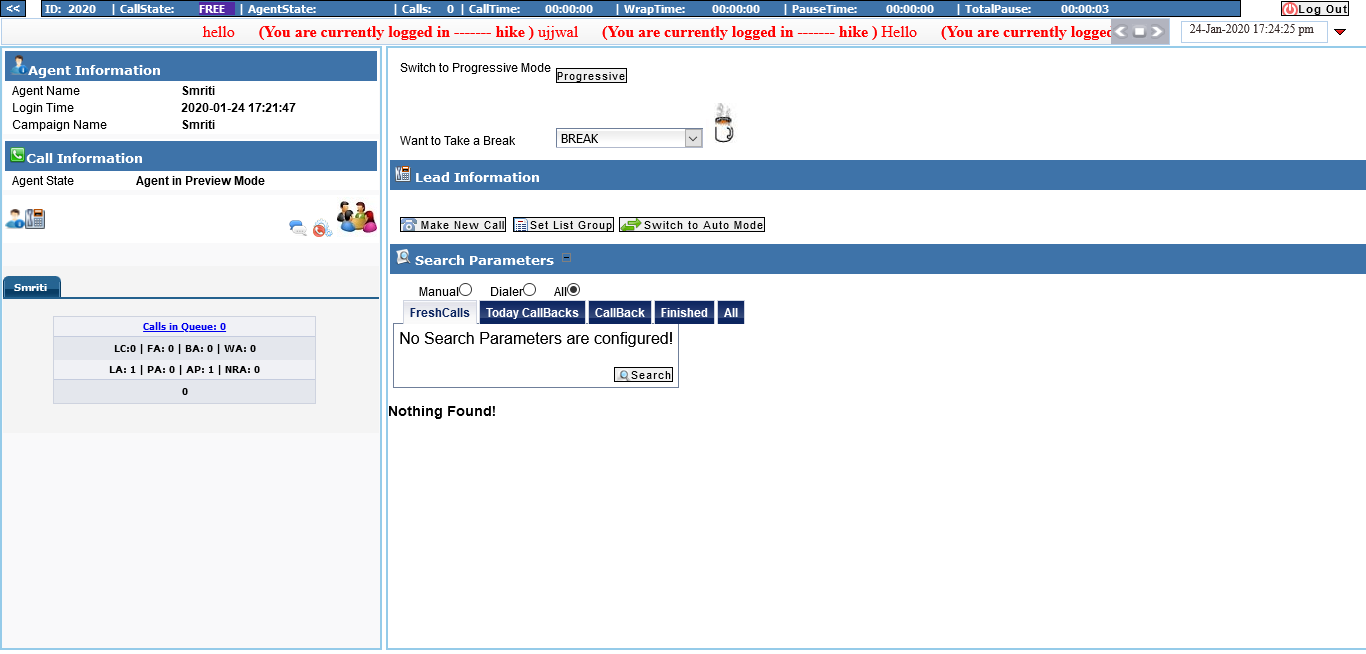 << ID: 2020 | CallState: FREE | AgentState: | Calls: 0 | CallTime: 00:00:00 | WrapTime: 00:00:00 | PauseTime: 00:00:00 | TotalPause: 00:00:03 Log Out
hello (You are currently logged in ------- hike ) ujjwal (You are currently logged in ------- hike ) Hello (You are currently logged 24-Jan-2020 17:24:25 pm
Agent Information
Agent Name Smriti
Login Time 2020-01-24 17:21:47
Campaign Name Smriti
Call Information
Agent State Agent in Preview Mode
Smriti
Calls in Queue: 0
LC:0 | FA: 0 | BA: 0 | WA: 0
LA: 1 | PA: 0 | AP: 1 | NRA: 0
0
Switch to Progressive Mode Progressive
Want to Take a Break BREAK
Lead Information
Make New Call Set List Group Switch to Auto Mode
Search Parameters
Manual Dialer All
FreshCalls Today CallBacks CallBack Finished All
No Search Parameters are configured!
Search
Nothing Found!